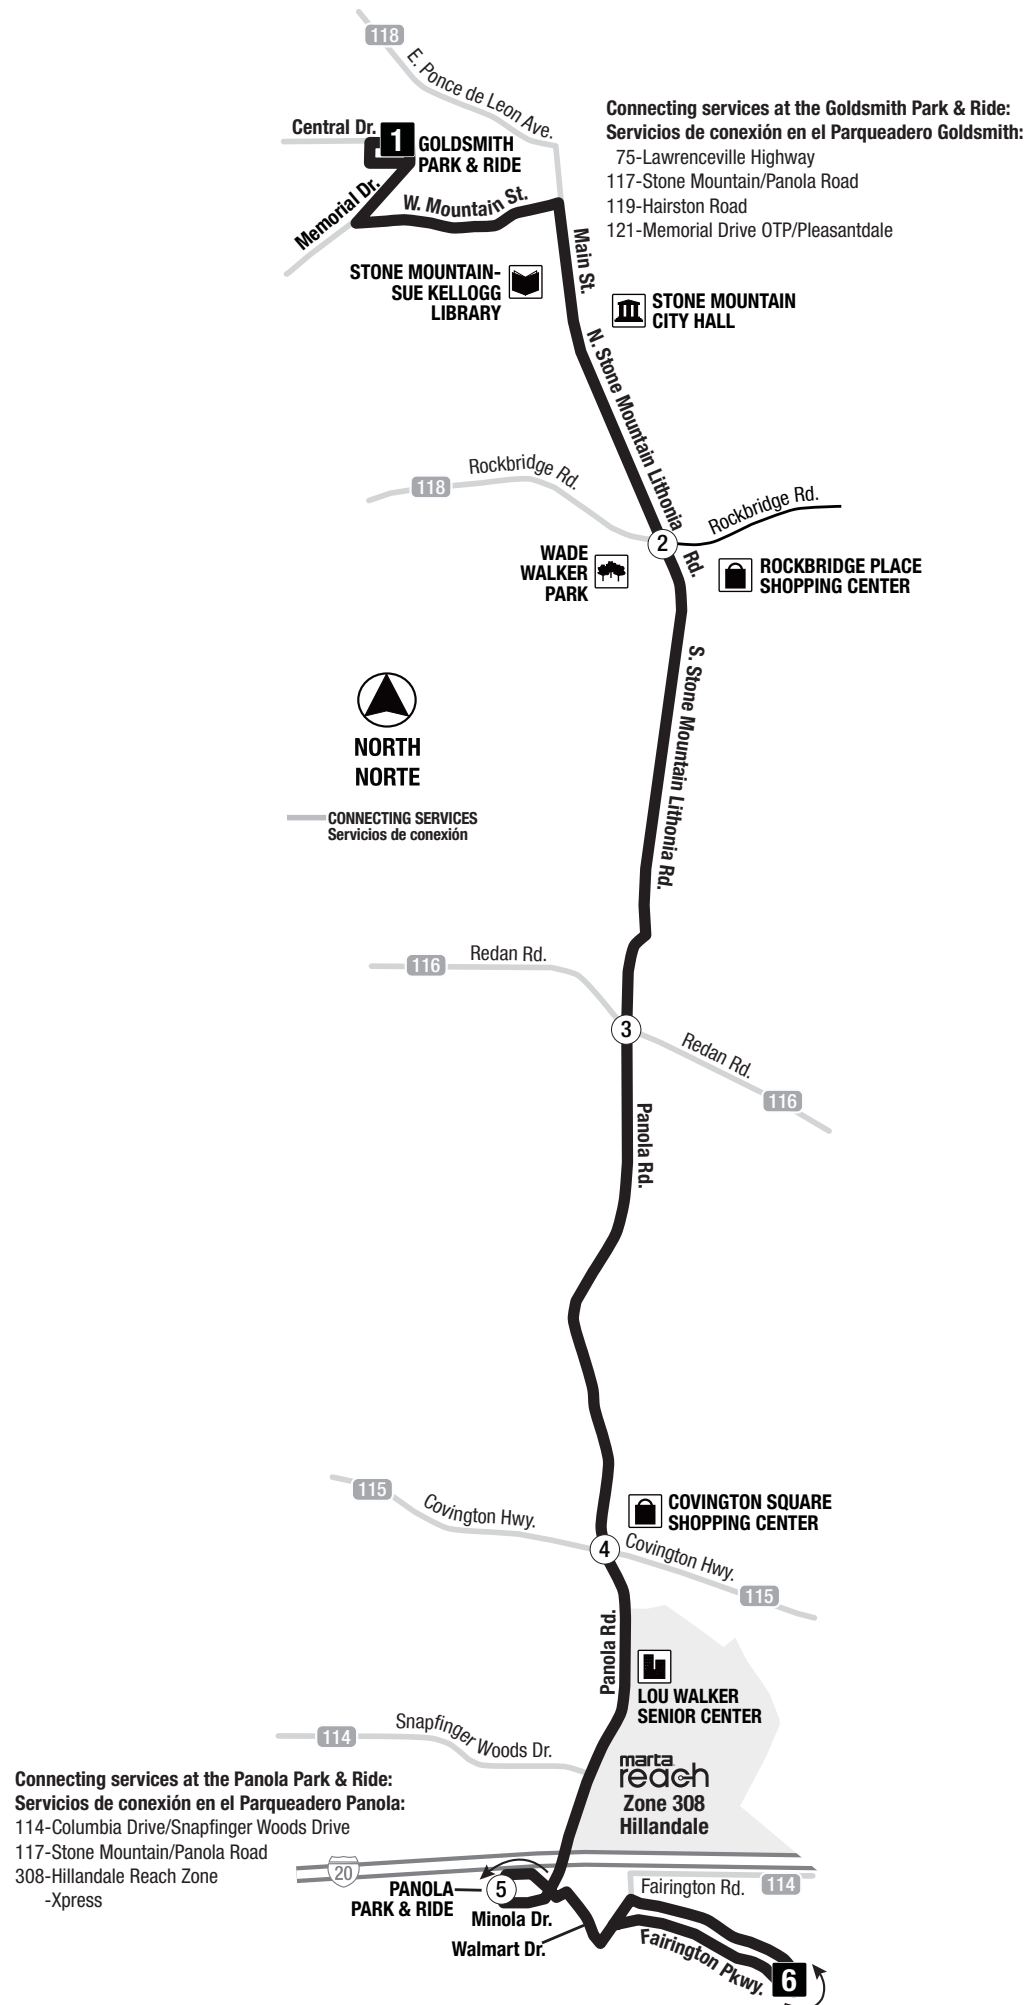 118
E. Ponce de Leon Ave.
Central Dr.
1
GOLDSMITH
PARK & RIDE
Connecting services at the Goldsmith Park & Ride:
Servicios de conexión en el Parqueadero Goldsmith:
75-Lawrenceville Highway
117-Stone Mountain/Panola Road
119-Hairston Road
121-Memorial Drive OTP/Pleasantdale
Memorial Dr.
W. Mountain St.
Main St.
STONE MOUNTAIN-
SUE KELLOGG
LIBRARY
STONE MOUNTAIN
CITY HALL
N. Stone Mountain Lithonia Rd.
Rockbridge Rd.
118
Rockbridge Rd.
2
WADE
WALKER
PARK
ROCKBRIDGE PLACE
SHOPPING CENTER
S. Stone Mountain Lithonia Rd.
NORTH
NORTE
CONNECTING SERVICES
Servicios de conexión
Redan Rd.
116
3
Redan Rd.
116
Panola Rd.
115
Covington Hwy.
COVINGTON SQUARE
SHOPPING CENTER
4
Covington Hwy.
115
Panola Rd.
LOU WALKER
SENIOR CENTER
114
Snapfinger Woods Dr.
marta
reach
Zone 308
Hillandale
Connecting services at the Panola Park & Ride:
Servicios de conexión en el Parqueadero Panola:
114-Columbia Drive/Snapfinger Woods Drive
117-Stone Mountain/Panola Road
308-Hillandale Reach Zone
-Xpress
20
PANOLA
PARK & RIDE
5
Minola Dr.
Walmart Dr.
Fairington Rd.
114
Fairington Pkwy.
6